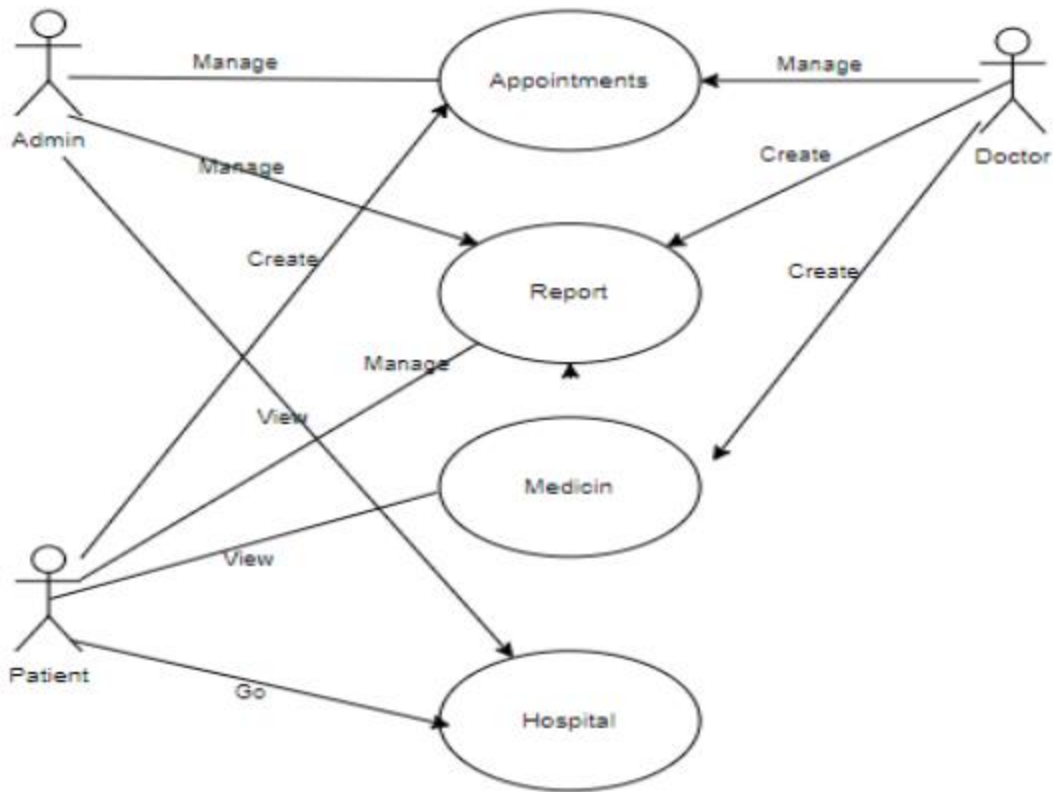 Manage
Appointments
Manage
Admin
Doctor
Manage
Create
Create
Report
Create
Manage
View
Medicin
View
Patient
Go
Hospital